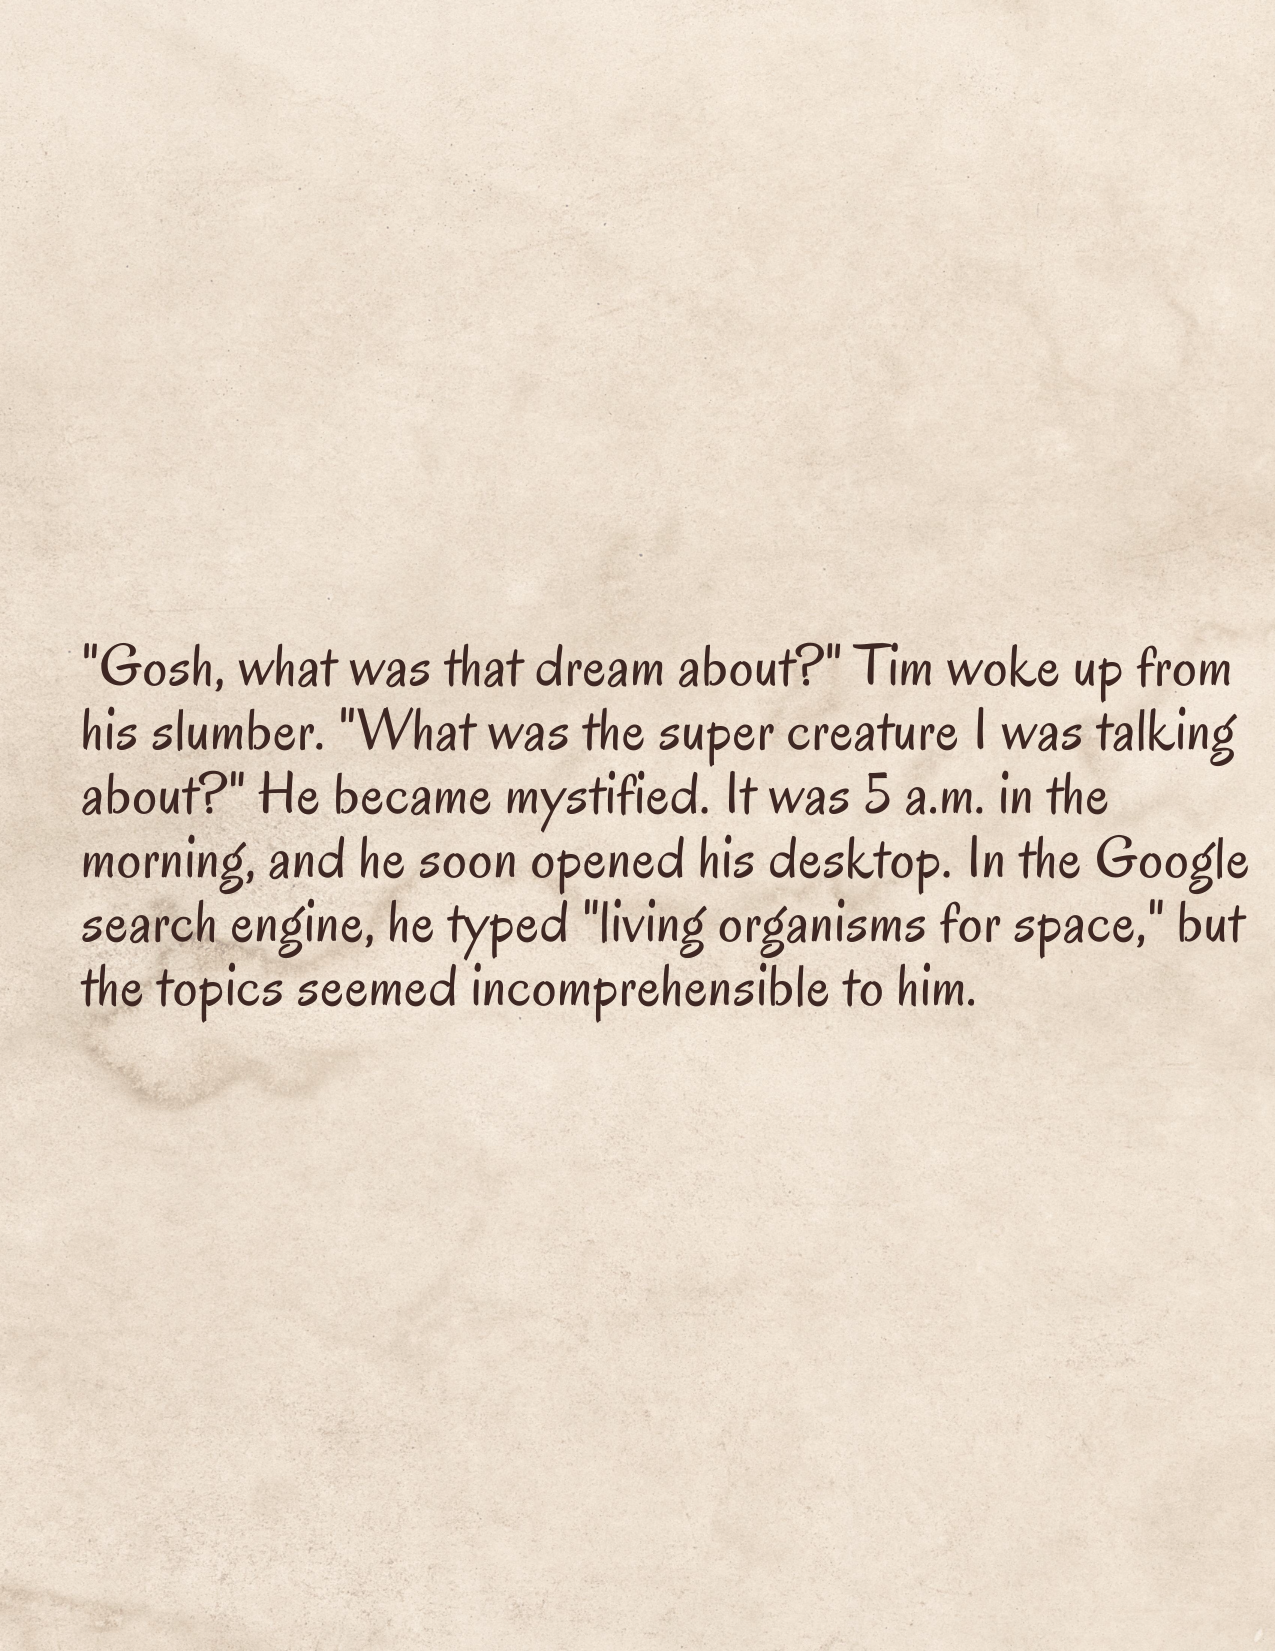 "Gosh, what was that dream about?" Tim woke up from
his slumber. "What was the super creature I was talking
about?" He became mystified. It was 5 a.m. in the
morning, and he soon opened his desktop. In the Google
search engine, he typed "living organisms for space," but
the topics seemed incomprehensible to him.